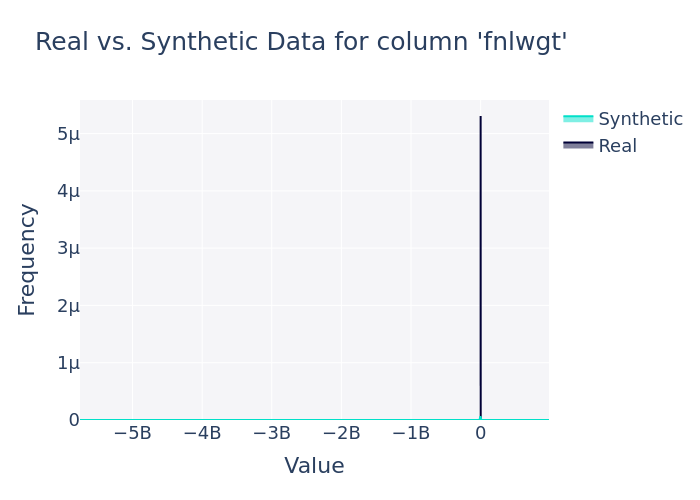 Real vs. Synthetic Data for column 'fnlwgt'
Synthetic
Real
5μ
4μ
3μ
2μ
1μ
0
Frequency
−5B
−4B
−3B
−2B
−1B
0
Value